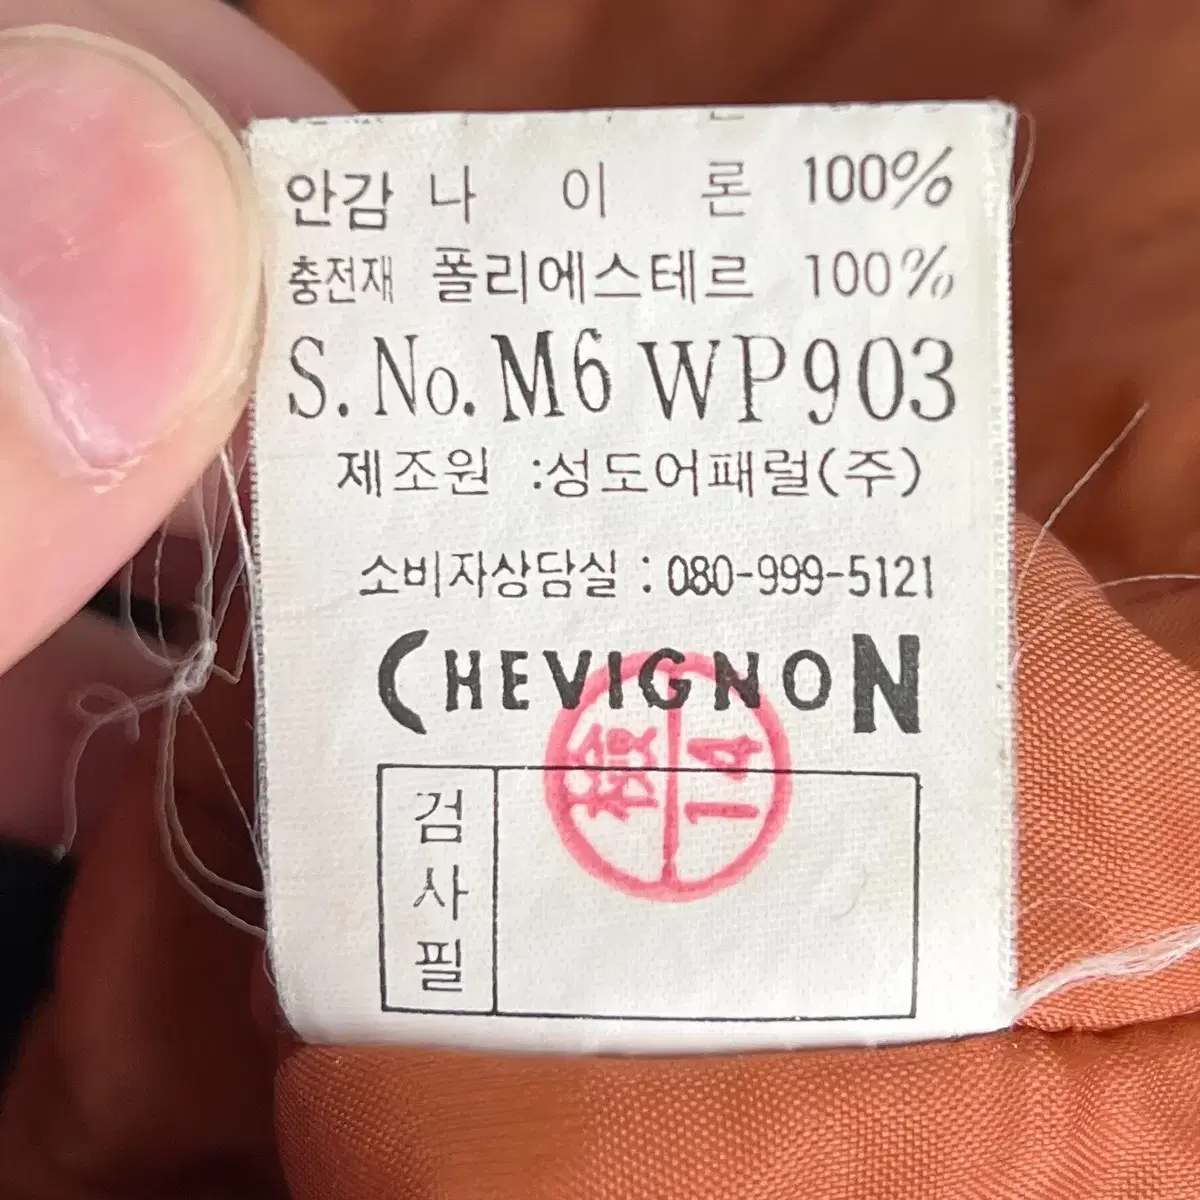 안감 나 이 론 100%
충전재 폴리에스테르 100%
S. No. M6 WP903
제조원 :성도어패럴(주)
소비자상담실 : 080-999-5121
CHEVIGNON
檢 14
검사필